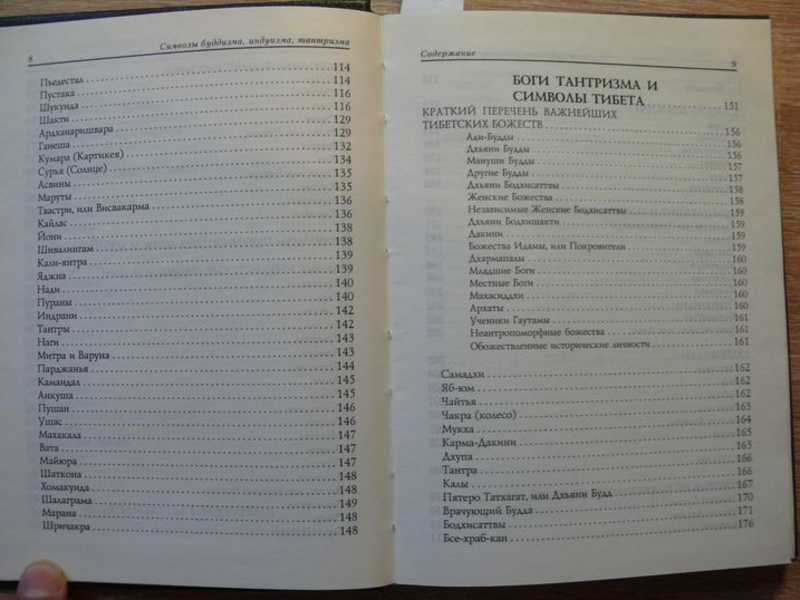 8
Символы буддизма, индуизма, тантризма
Пьедестал 114
Пустака 114
Шукунда 116
Шакти 116
Ардханаришвара 129
Ганеша 129
Кумара (Картикея) 132
Сурья (Солнце) 134
Асвины 135
Маруты 135
Твастри, или Висвакарма 136
Кайлас 136
Йони 138
Шивалингам 138
Кали-янтра 139
Яджна 139
Нади 140
Пураны 140
Индрани 142
Тантры 142
Наги 143
Митра и Варуна 143
Парджанья 144
Камандал 145
Анкуша 145
Пушан 146
Ушас 146
Махакала 147
Вата 147
Майюра 147
Шаткона 148
Хомакунда 148
Шалаграма 149
Марана 148
Шричакра 148
Содержание
9
БОГИ ТАНТРИЗМА И
СИМВОЛЫ ТИБЕТА 151
КРАТКИЙ ПЕРЕЧЕНЬ ВАЖНЕЙШИХ
ТИБЕТСКИХ БОЖЕСТВ 156
Ади-Будды 156
Дхьяни Будды 156
Мануши Будды 157
Другие Будды 157
Дхьяни Бодхисаттвы 158
Женские Божества 158
Независимые Женские Бодхисаттвы 159
Дхьяни Бодхишакти 159
Дакини 159
Божества Идамы, или Покровители 159
Дхармапалы 160
Младшие Боги 160
Местные Боги 160
Махасиддхи 160
Архаты 160
Ученики Гаутамы 161
Неантропоморфные божества 161
Обожествленные исторические личности 161
Самадхи 162
Яб-юм 162
Чайтья 162
Чакра (колесо) 163
Мукха 164
Карма-Дакини 165
Дхупа 165
Тантра 166
Калы 166
Пятеро Татхагат, или Дхьяни Будд 167
Врачующий Будда 170
Бодхисаттвы 171
Бсе-храб-кан 176